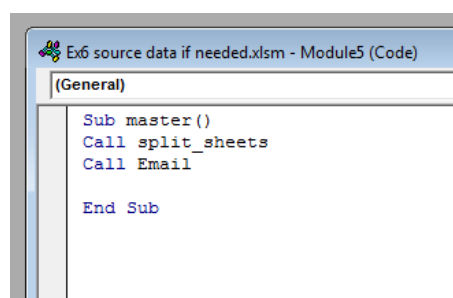 Ex6 source data if needed.xlsm - Module5 (Code)
(General)
Sub master()
Call split_sheets
Call Email
End Sub